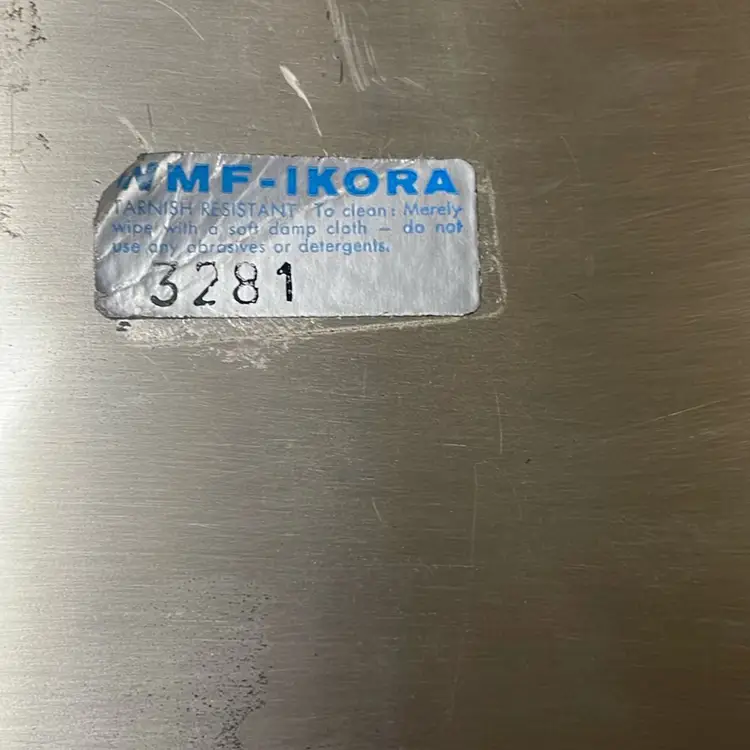 WMF-IKORA
TARNISH RESISTANT To clean: Merely
wipe with a soft damp cloth – do not
use any abrasives or detergents.
3281